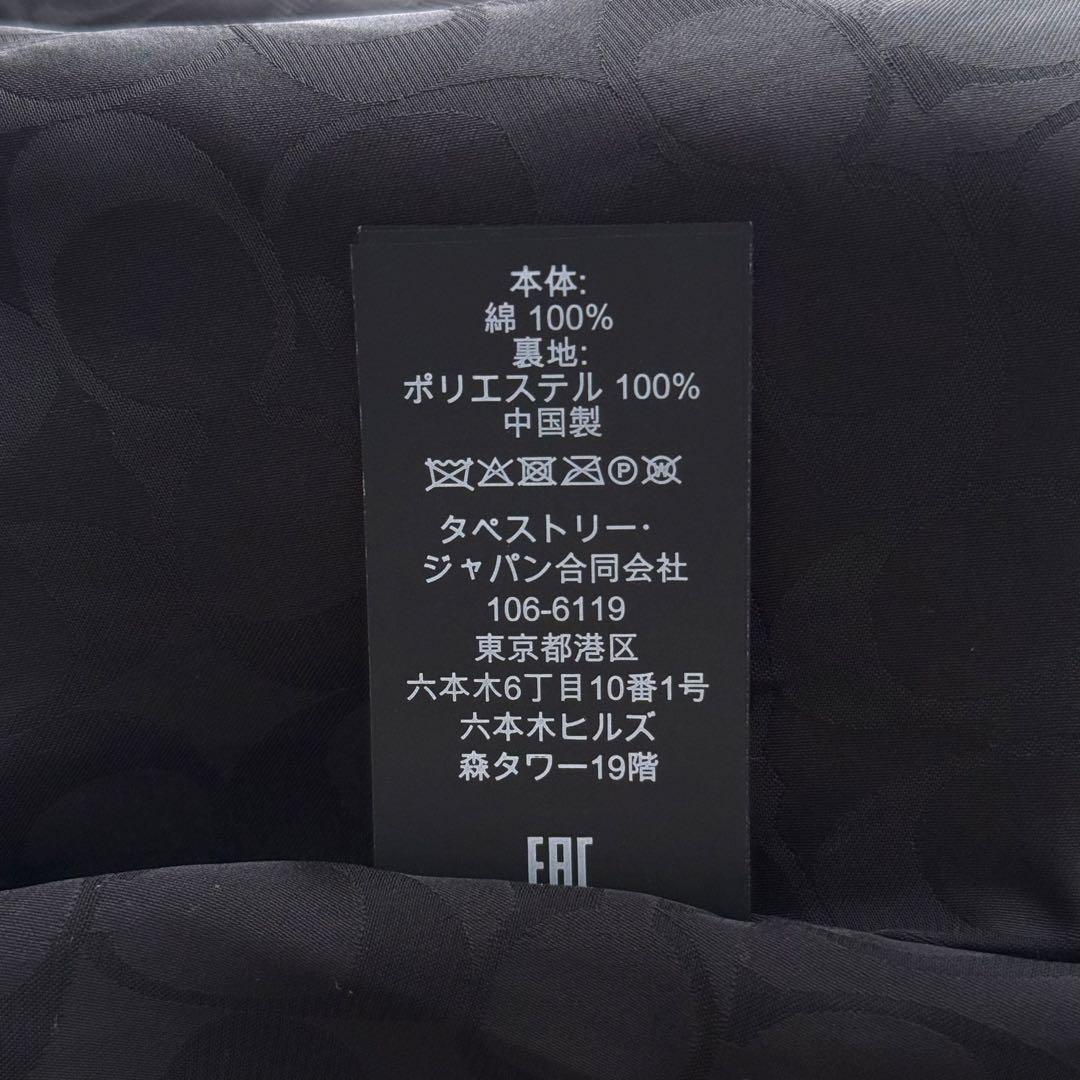 本体:
綿 100%
裏地:
ポリエステル 100%
中国製
P W
タペストリー・
ジャパン合同会社
106-6119
東京都港区
六本木6丁目10番1号
六本木ヒルズ
森タワー19階
EAC